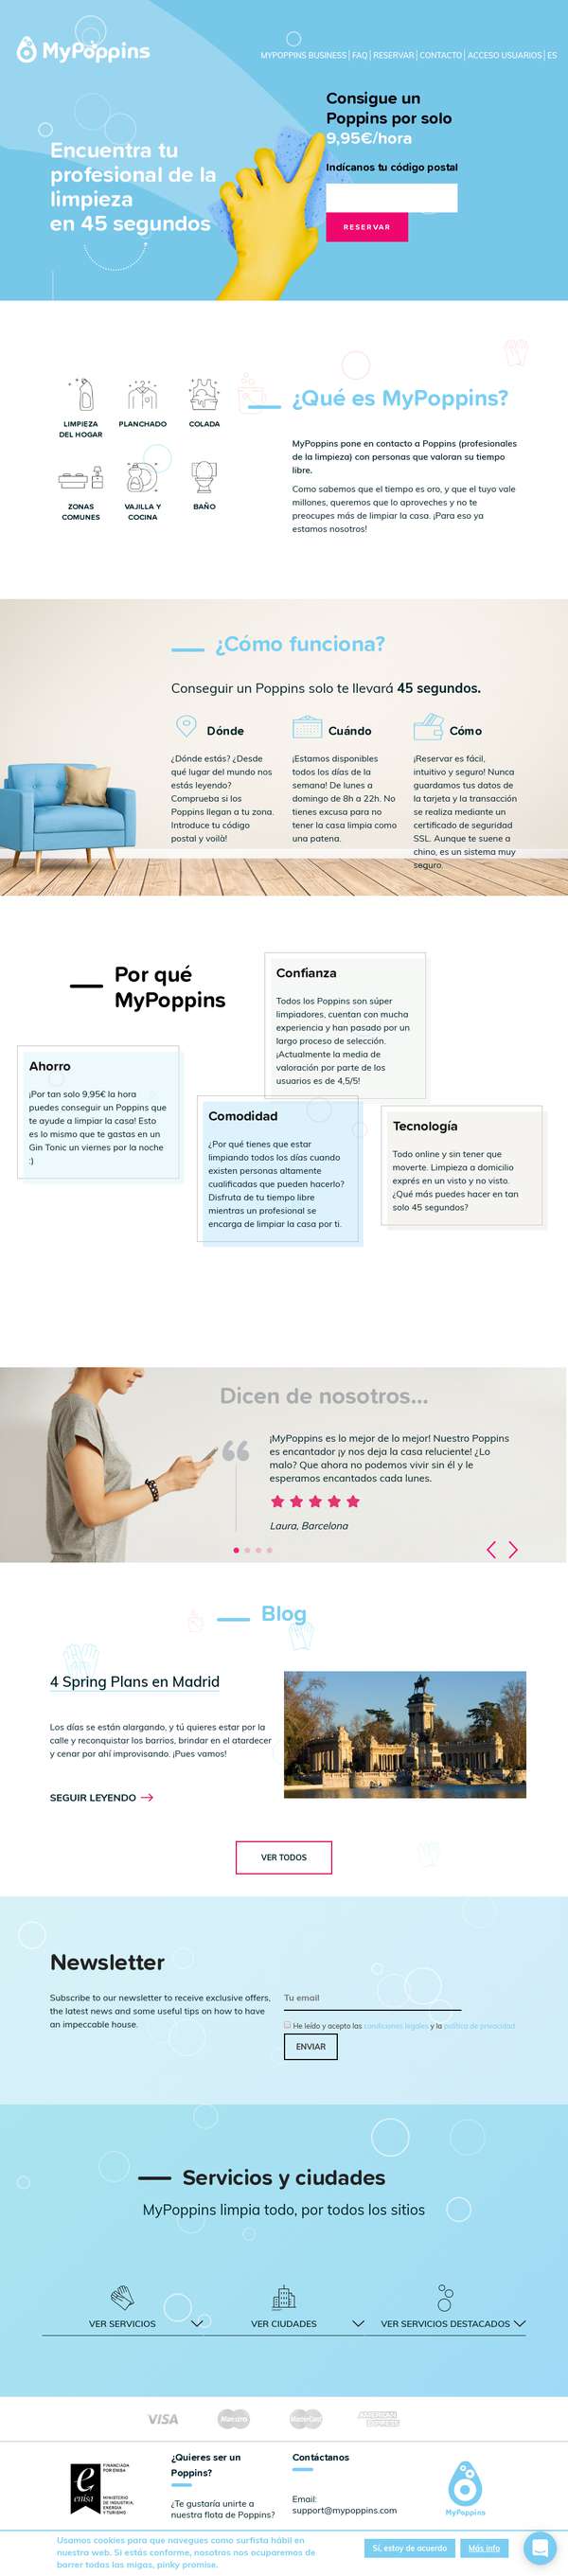 MyPoppins
MYPOPPINS BUSINESS | FAQ | RESERVAR | CONTACTO | ACCESO USUARIOS | ES
Encuentra tu
profesional de la
limpieza
en 45 segundos
Consigue un
Poppins por solo
9,95€/hora
Indícanos tu código postal
RESERVAR
LIMPIEZA
DEL HOGAR
PLANCHADO
COLADA
ZONAS
COMUNES
VAJILLA Y
COCINA
BAÑO
¿Qué es MyPoppins?
MyPoppins pone en contacto a Poppins (profesionales
de la limpieza) con personas que valoran su tiempo
libre.
Como sabemos que el tiempo es oro, y que el tuyo vale
millones, queremos que lo aproveches y no te
preocupes más de limpiar la casa. ¡Para eso ya
estamos nosotros!
¿Cómo funciona?
Conseguir un Poppins solo te llevará 45 segundos.
Dónde
¿Dónde estás? ¿Desde
qué lugar del mundo nos
estás leyendo?
Comprueba si los
Poppins llegan a tu zona.
Introduce tu código
postal y voilà!
Cuándo
¡Estamos disponibles
todos los días de la
semana! De lunes a
domingo de 8h a 22h. No
tienes excusa para no
tener la casa limpia como
una patena.
Cómo
¡Reservar es fácil,
intuitivo y seguro! Nunca
guardamos tus datos de
la tarjeta y la transacción
se realiza mediante un
certificado de seguridad
SSL. Aunque te suene a
chino, es un sistema muy
seguro.
Por qué
MyPoppins
Confianza
Todos los Poppins son súper
limpiadores, cuentan con mucha
experiencia y han pasado por un
largo proceso de selección.
¡Actualmente la media de
valoración por parte de los
usuarios es de 4,5/5!
Ahorro
¡Por tan solo 9,95€ la hora
puedes conseguir un Poppins que
te ayude a limpiar la casa! Esto
es lo mismo que te gastas en un
Gin Tonic un viernes por la noche
:)
Comodidad
¿Por qué tienes que estar
limpiando todos los días cuando
existen personas altamente
cualificadas que pueden hacerlo?
Disfruta de tu tiempo libre
mientras un profesional se
encarga de limpiar la casa por ti.
Tecnología
Todo online y sin tener que
moverte. Limpieza a domicilio
exprés en un visto y no visto.
¿Qué más puedes hacer en tan
solo 45 segundos?
Dicen de nosotros...
¡MyPoppins es lo mejor de lo mejor! Nuestro Poppins
es encantador ¡y nos deja la casa reluciente! ¿Lo
malo? Que ahora no podemos vivir sin él y le
esperamos encantados cada lunes.
Laura, Barcelona
Blog
4 Spring Plans en Madrid
Los días se están alargando, y tú quieres estar por la
calle y reconquistar los barrios, brindar en el atardecer
y cenar por ahí improvisando. ¡Pues vamos!
SEGUIR LEYENDO
VER TODOS
Newsletter
Subscribe to our newsletter to receive exclusive offers,
the latest news and some useful tips on how to have
an impeccable house.
Tu email
He leído y acepto las condiciones legales y la política de privacidad
ENVIAR
Servicios y ciudades
MyPoppins limpia todo, por todos los sitios
VER SERVICIOS
VER CIUDADES
VER SERVICIOS DESTACADOS
VISA
Maestro
MasterCard
AMERICAN
EXPRESS
e
enisa
FINANCIADA
POR ENISA
MINISTERIO
DE INDUSTRIA,
ENERGÍA
Y TURISMO
¿Quieres ser un
Poppins?
¿Te gustaría unirte a
nuestra flota de Poppins?
Contáctanos
Email:
support@mypoppins.com
MyPoppins
Usamos cookies para que navegues como surfista hábil en
nuestra web. Si estás conforme, nosotros nos ocuparemos de
barrer todas las migas, pinky promise.
Sí, estoy de acuerdo
Más info